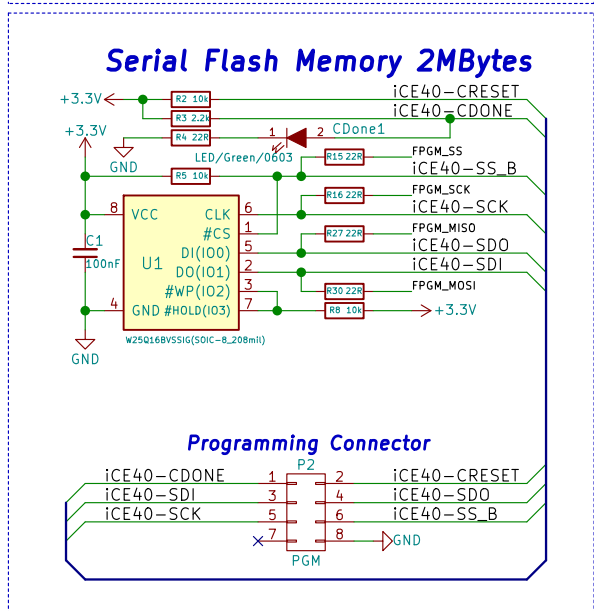 Serial Flash Memory 2MBytes
+3.3V R2 10k iCE40-CRESET
R3 2.2k iCE40-CDONE
+3.3V R4 22R 1 2 CDone1
GND LED/Green/0603 R15 22R FPGM_SS
R5 10k iCE40-SS_B
R16 22R FPGM_SCK
8 VCC CLK 6 iCE40-SCK
#CS 1 R27 22R FPGM_MISO
C1 U1 DI(IO0) 5 iCE40-SDO
100nF DO(IO1) 2 iCE40-SDI
#WP(IO2) 3 R30 22R FPGM_MOSI
4 GND #HOLD(IO3) 7 R8 10k +3.3V
GND W25Q16BVSSIG(SOIC-8_208mil)
Programming Connector
P2
iCE40-CDONE 1 2 iCE40-CRESET
iCE40-SDI 3 4 iCE40-SDO
iCE40-SCK 5 6 iCE40-SS_B
7 8 GND
PGM